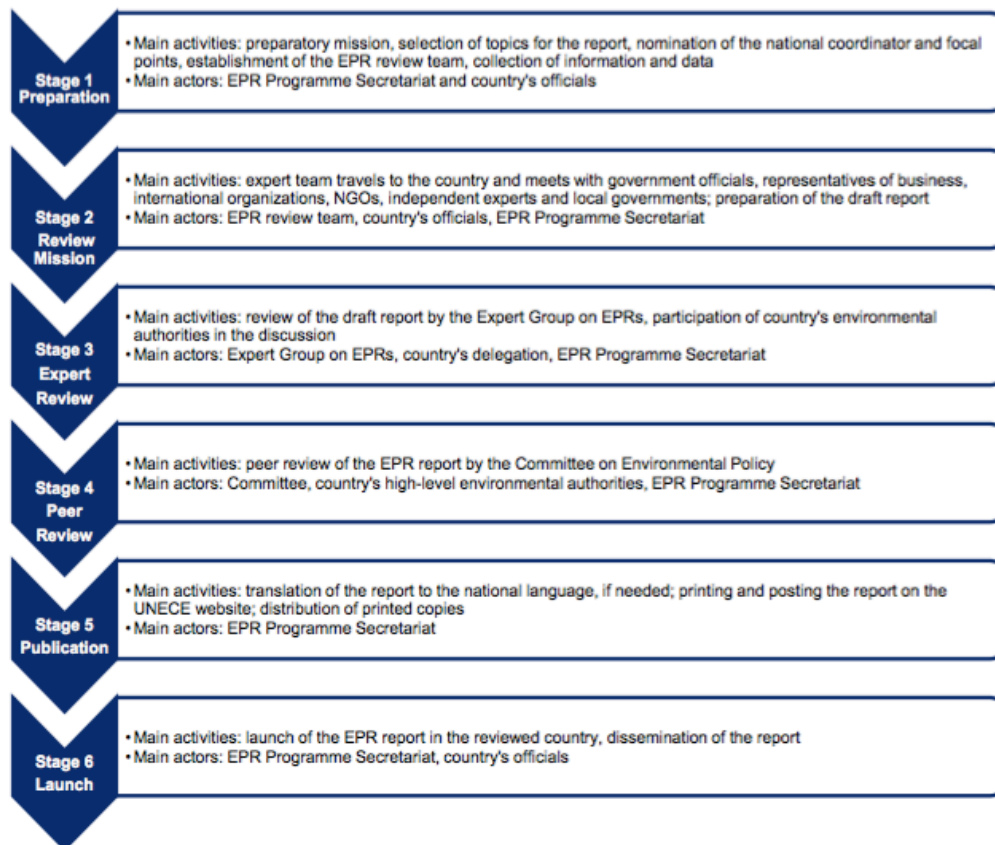 Stage 1
Preparation
• Main activities: preparatory mission, selection of topics for the report, nomination of the national coordinator and focal
points, establishment of the EPR review team, collection of information and data
• Main actors: EPR Programme Secretariat and country's officials
Stage 2
Review
Mission
• Main activities: expert team travels to the country and meets with government officials, representatives of business,
international organizations, NGOs, independent experts and local governments; preparation of the draft report
• Main actors: EPR review team, country's officials, EPR Programme Secretariat
Stage 3
Expert
Review
• Main activities: review of the draft report by the Expert Group on EPRs, participation of country's environmental
authorities in the discussion
• Main actors: Expert Group on EPRs, country's delegation, EPR Programme Secretariat
Stage 4
Peer
Review
• Main activities: peer review of the EPR report by the Committee on Environmental Policy
• Main actors: Committee, country's high-level environmental authorities, EPR Programme Secretariat
Stage 5
Publication
• Main activities: translation of the report to the national language, if needed; printing and posting the report on the
UNECE website; distribution of printed copies
• Main actors: EPR Programme Secretariat
Stage 6
Launch
• Main activities: launch of the EPR report in the reviewed country, dissemination of the report
• Main actors: EPR Programme Secretariat, country's officials